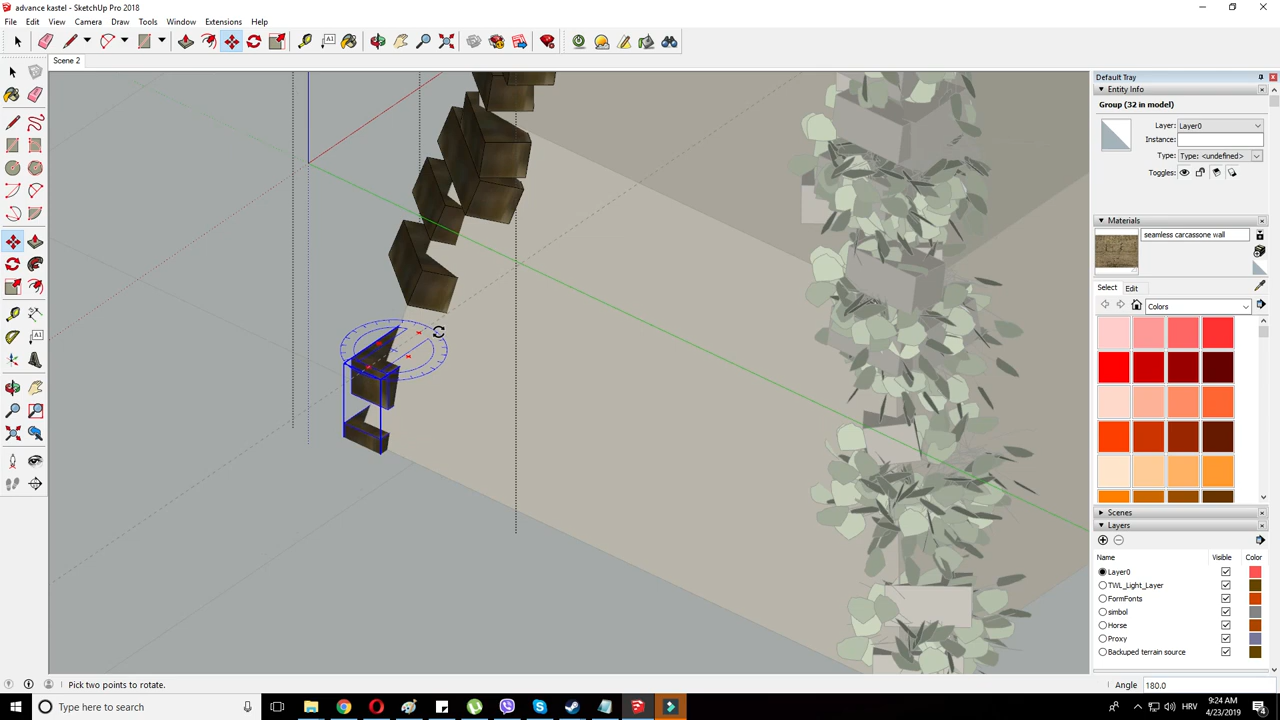 advance kastel - SketchUp Pro 2018
File Edit View Camera Draw Tools Window Extensions Help
Scene 2
Default Tray
Entity Info
Group (32 in model)
Layer: Layer0
Instance:
Type: Type: <undefined>
Toggles:
Materials
seamless carcassone wall
Select Edit
Colors
Scenes
Layers
Name Visible Color
Layer0
TWL_Light_Layer
FormFonts
simbol
Horse
Proxy
Backuped terrain source
Pick two points to rotate.
Angle 180.0
Type here to search
HRV
9:24 AM
4/23/2019